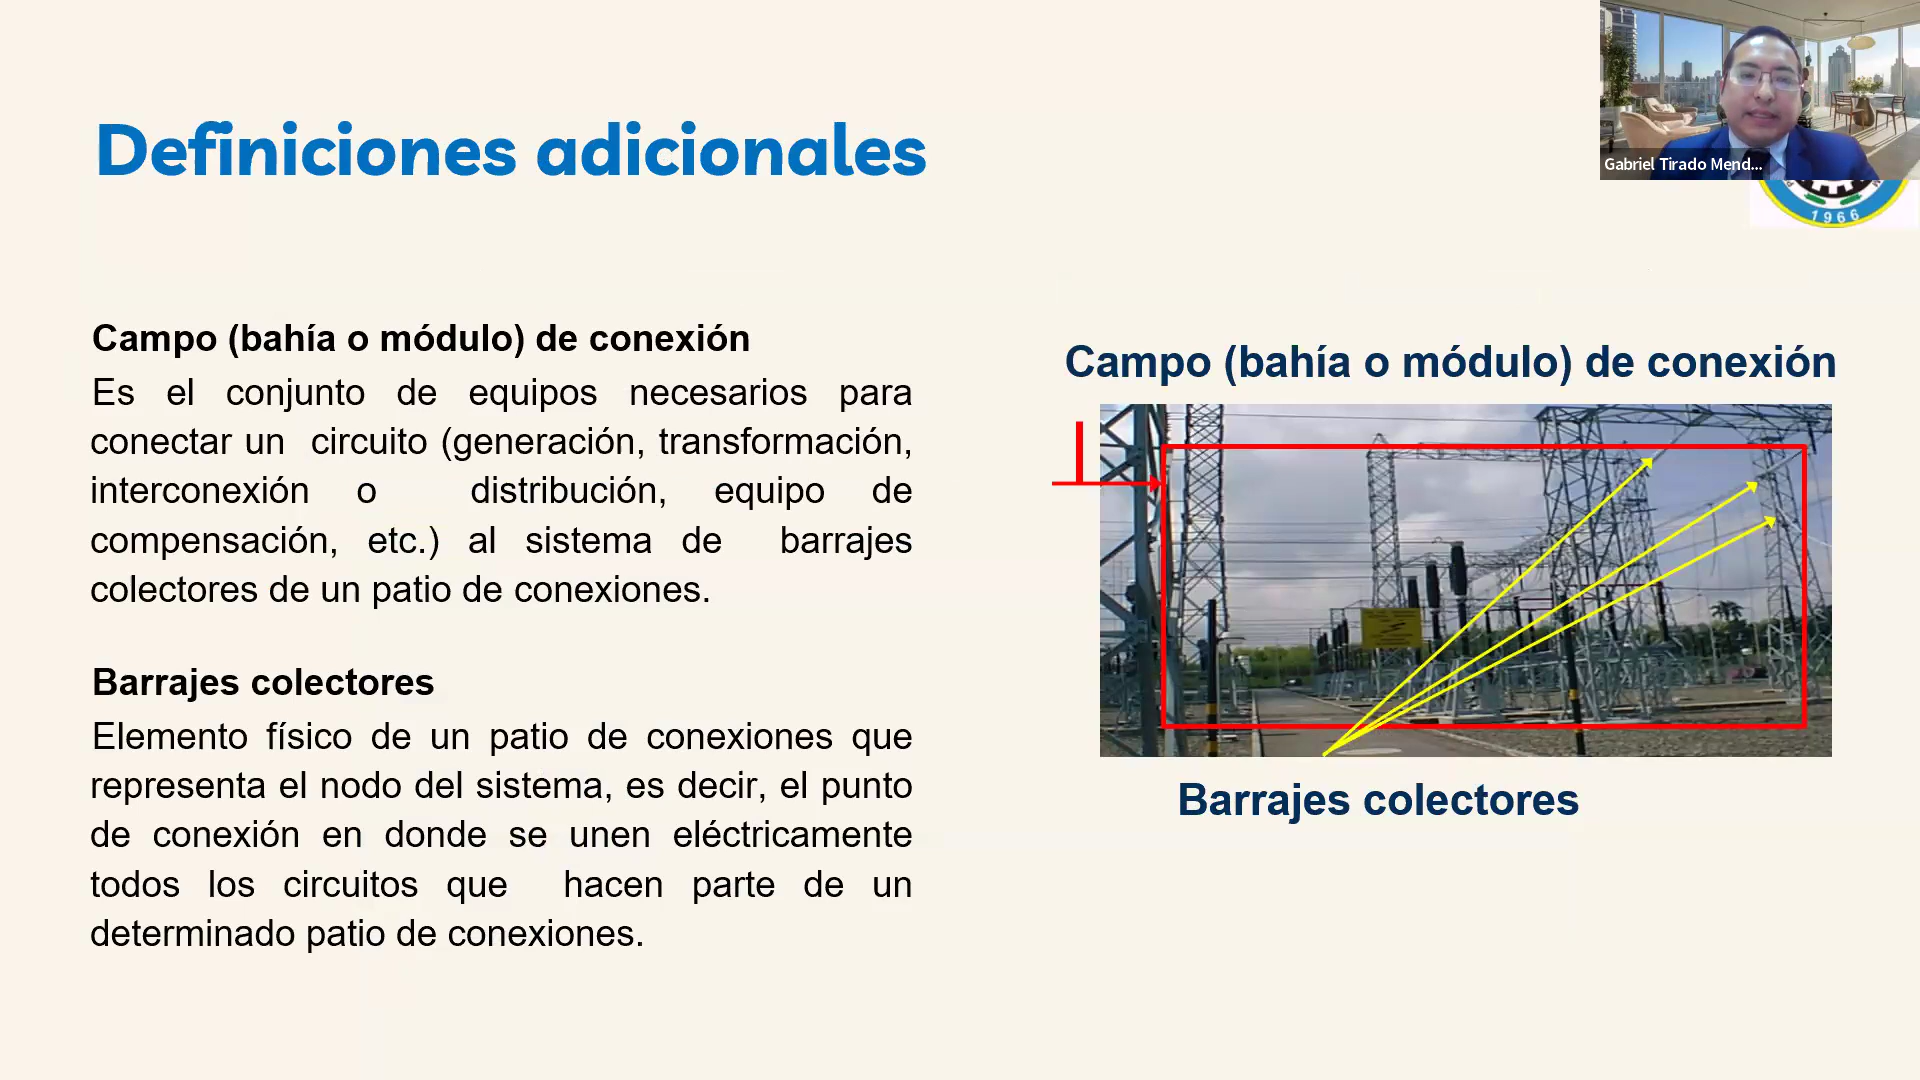 Definiciones adicionales
Gabriel Tirado Mend...
1966
Campo (bahía o módulo) de conexión
Es el conjunto de equipos necesarios para
conectar un circuito (generación, transformación,
interconexión o distribución, equipo de
compensación, etc.) al sistema de barrajes
colectores de un patio de conexiones.
Barrajes colectores
Elemento físico de un patio de conexiones que
representa el nodo del sistema, es decir, el punto
de conexión en donde se unen eléctricamente
todos los circuitos que hacen parte de un
determinado patio de conexiones.
Campo (bahía o módulo) de conexión
Barrajes colectores